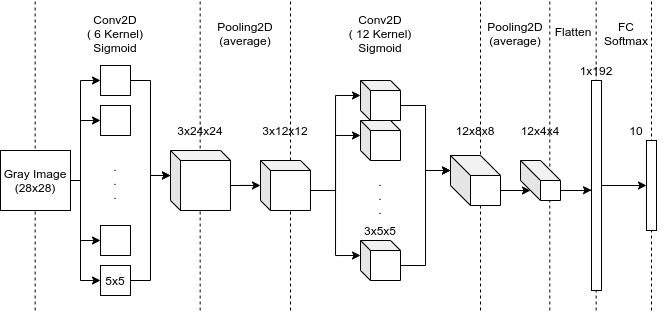 Conv2D
( 6 Kernel)
Sigmoid
Pooling2D
(average)
Conv2D
( 12 Kernel)
Sigmoid
Pooling2D
(average)
Flatten
FC
Softmax
1x192
3x24x24
3x12x12
12x8x8
12x4x4
10
Gray Image
(28x28)
.
.
.
.
.
.
3x5x5
5x5